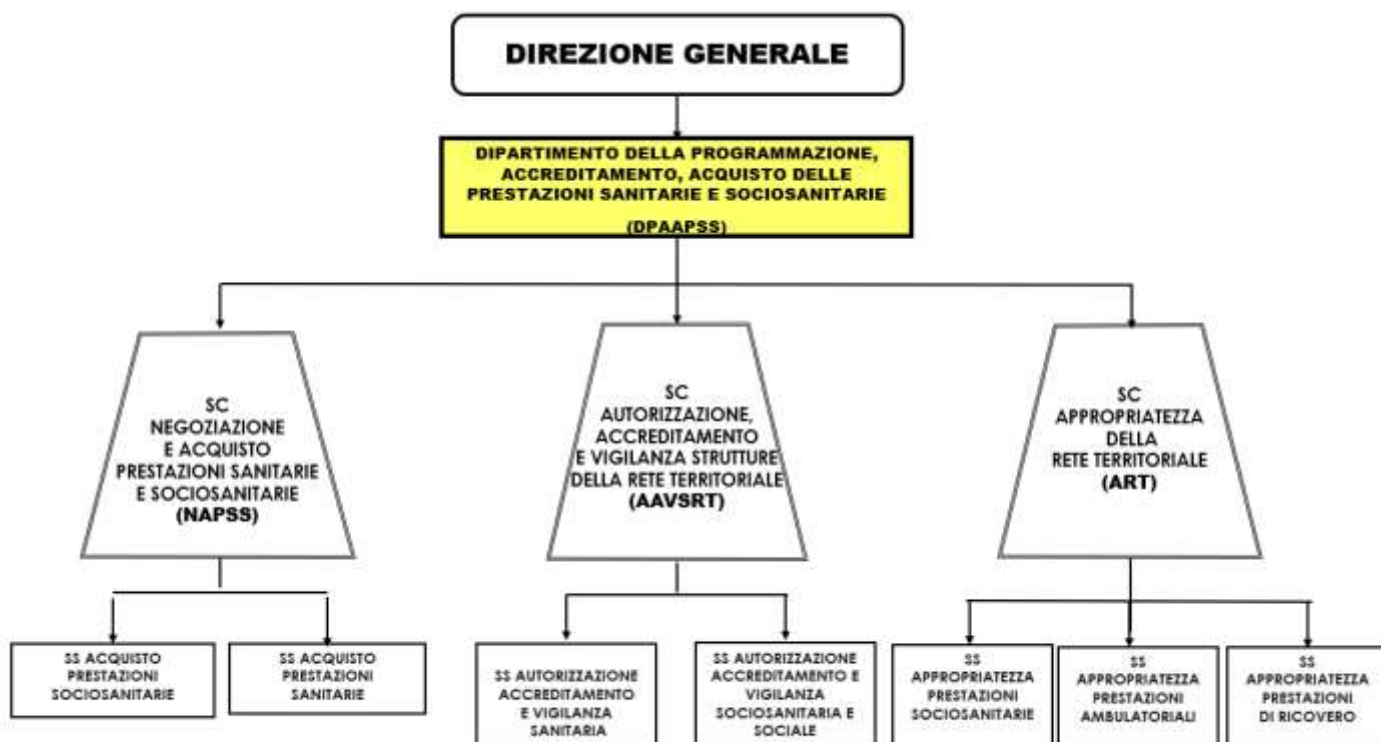 DIREZIONE GENERALE
DIPARTIMENTO DELLA PROGRAMMAZIONE,
ACCREDITAMENTO, ACQUISTO DELLE
PRESTAZIONI SANITARIE E SOCIOSANITARIE
(DPAAPSS)
SC
NEGOZIAZIONE
E ACQUISTO
PRESTAZIONI SANITARIE
E SOCIOSANITARIE
(NAPSS)
SC
AUTORIZZAZIONE,
ACCREDITAMENTO
E VIGILANZA STRUTTURE
DELLA RETE TERRITORIALE
(AAVSRT)
SC
APPROPRIATEZZA
DELLA
RETE TERRITORIALE
(ART)
SS ACQUISTO
PRESTAZIONI
SOCIOSANITARIE
SS ACQUISTO
PRESTAZIONI
SANITARIE
SS AUTORIZZAZIONE
ACCREDITAMENTO
E VIGILANZA
SANITARIA
SS AUTORIZZAZIONE
ACCREDITAMENTO E
VIGILANZA
SOCIOSANITARIA E
SOCIALE
SS
APPROPRIATEZZA
PRESTAZIONI
SOCIOSANITARIE
SS
APPROPRIATEZZA
PRESTAZIONI
AMBULATORIALI
SS
APPROPRIATEZZA
PRESTAZIONI
DI RICOVERO